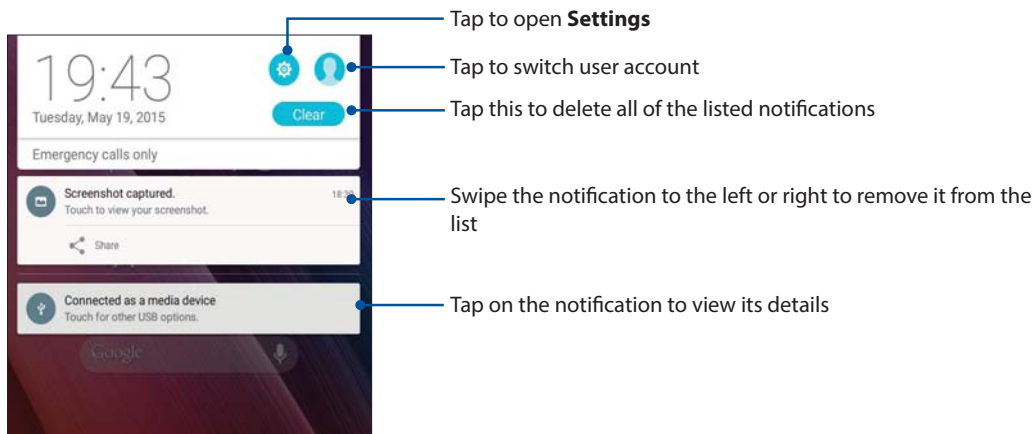 Tap to open Settings
19:43
Tap to switch user account
Tuesday, May 19, 2015
Clear
Tap this to delete all of the listed notifications
Emergency calls only
Screenshot captured.
Touch to view your screenshot.
Share
Swipe the notification to the left or right to remove it from the
list
Connected as a media device
Touch for other USB options.
Tap on the notification to view its details
Google